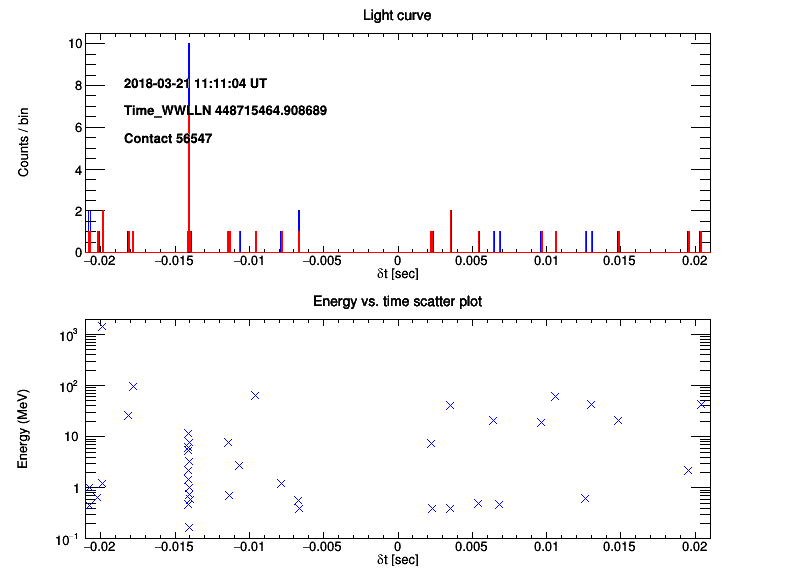 Light curve
Counts / bin
10
8
6
4
2
0
2018-03-21 11:11:04 UT
Time_WWLLN 448715464.908689
Contact 56547
−0.02 −0.015 −0.01 −0.005 0 0.005 0.01 0.015 0.02
δt [sec]
Energy vs. time scatter plot
Energy (MeV)
10³
10²
10
1
10⁻¹
−0.02 −0.015 −0.01 −0.005 0 0.005 0.01 0.015 0.02
δt [sec]